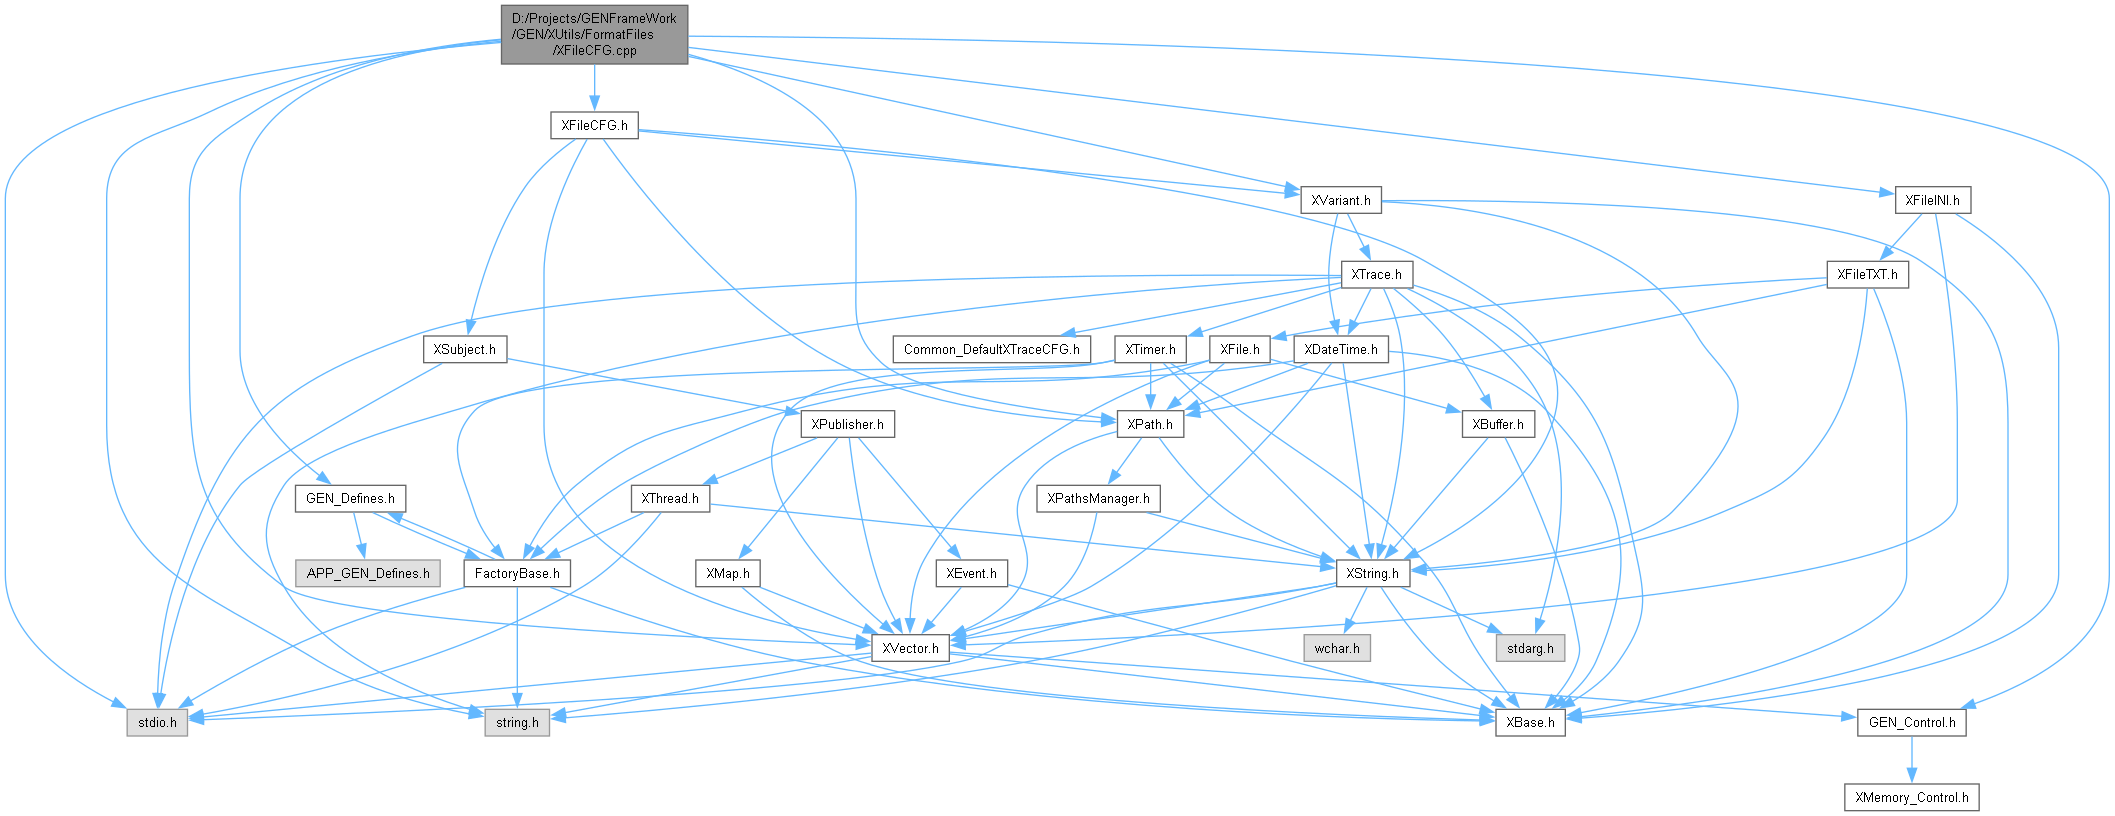 D:/Projects/GENFrameWork
/GEN/XUtils/FormatFiles
/XFileCFG.cpp
XFileCFG.h
XVariant.h
XFileINI.h
XTrace.h
XFileTXT.h
XSubject.h
Common_DefaultXTraceCFG.h
XTimer.h
XFile.h
XDateTime.h
XPublisher.h
XPath.h
XBuffer.h
GEN_Defines.h
XThread.h
XPathsManager.h
APP_GEN_Defines.h
FactoryBase.h
XMap.h
XEvent.h
XString.h
XVector.h
wchar.h
stdarg.h
stdio.h
string.h
XBase.h
GEN_Control.h
XMemory_Control.h